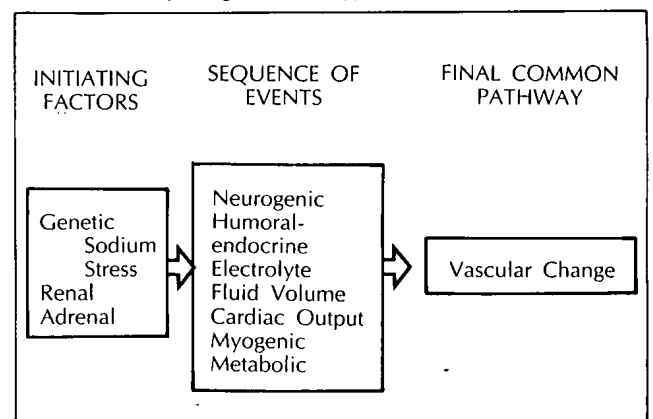 INITIATING
FACTORS
SEQUENCE OF
EVENTS
FINAL COMMON
PATHWAY
Genetic
Sodium
Stress
Renal
Adrenal
Neurogenic
Humoral-
endocrine
Electrolyte
Fluid Volume
Cardiac Output
Myogenic
Metabolic
Vascular Change